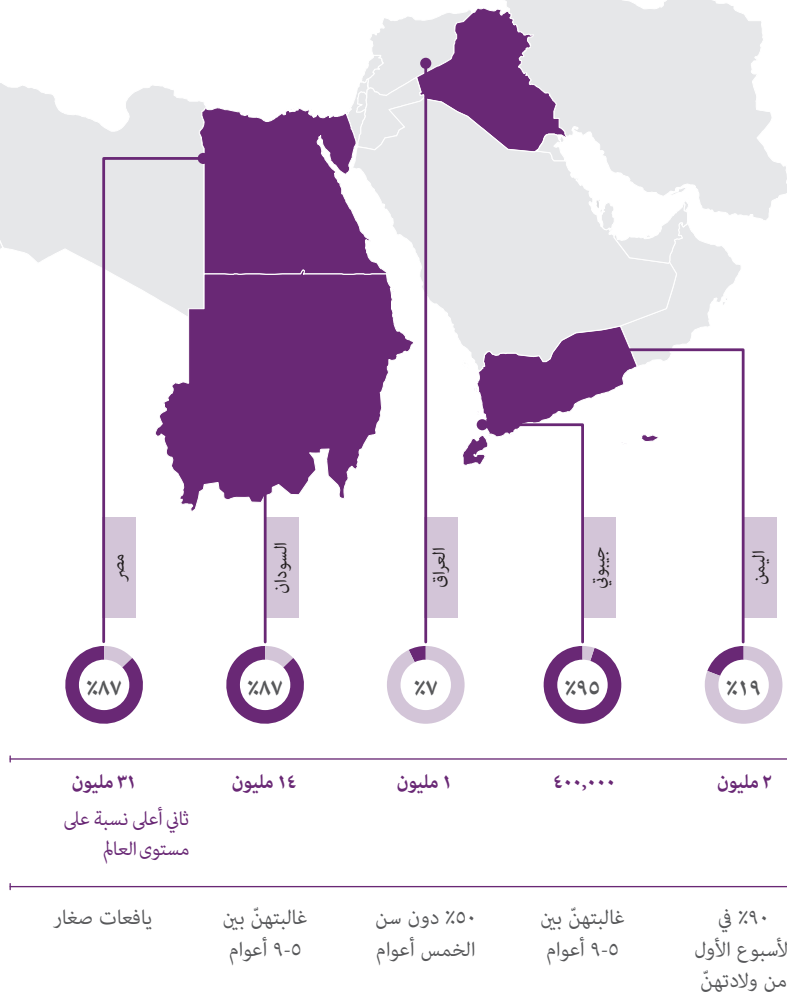 اليمن
جيبوتي
العراق
السودان
مصر
٪١٩
٪٩٥
٪٧
٪٨٧
٪٨٧
٢ مليون
٤٠٠,٠٠٠
١ مليون
١٤ مليون
٣١ مليون
ثاني أعلى نسبة على
مستوى العالم
٩٠٪ في
لأسبوع الأول
من ولادتهنّ
غالبتهنّ بين
٥-٩ أعوام
٥٠٪ دون سن
الخمس أعوام
غالبتهنّ بين
٥-٩ أعوام
يافعات صغار